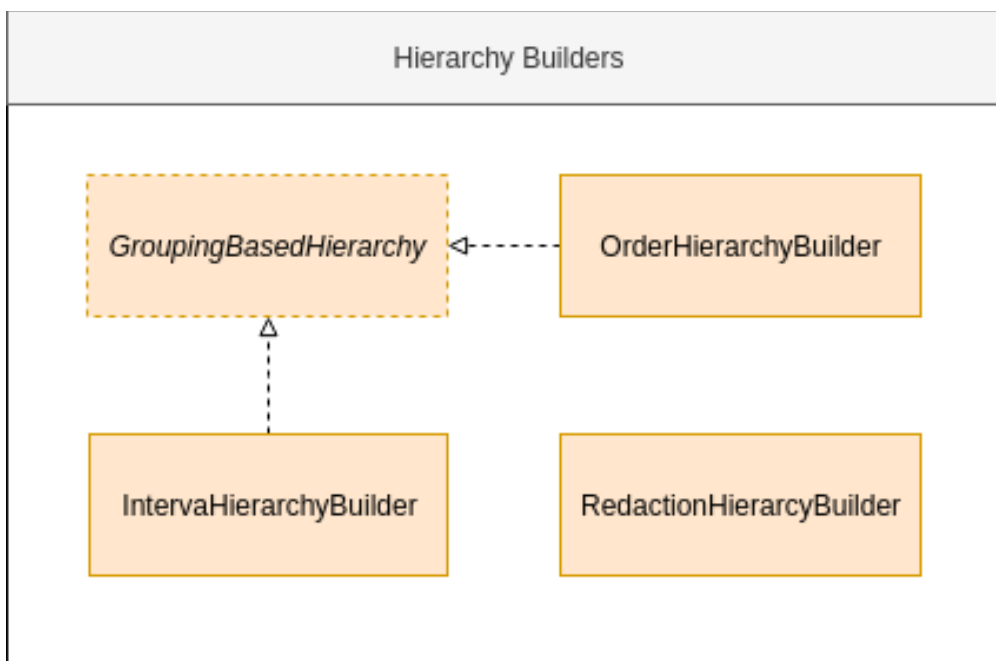 Hierarchy Builders
GroupingBasedHierarchy
OrderHierarchyBuilder
IntervaHierarchyBuilder
RedactionHierarcyBuilder